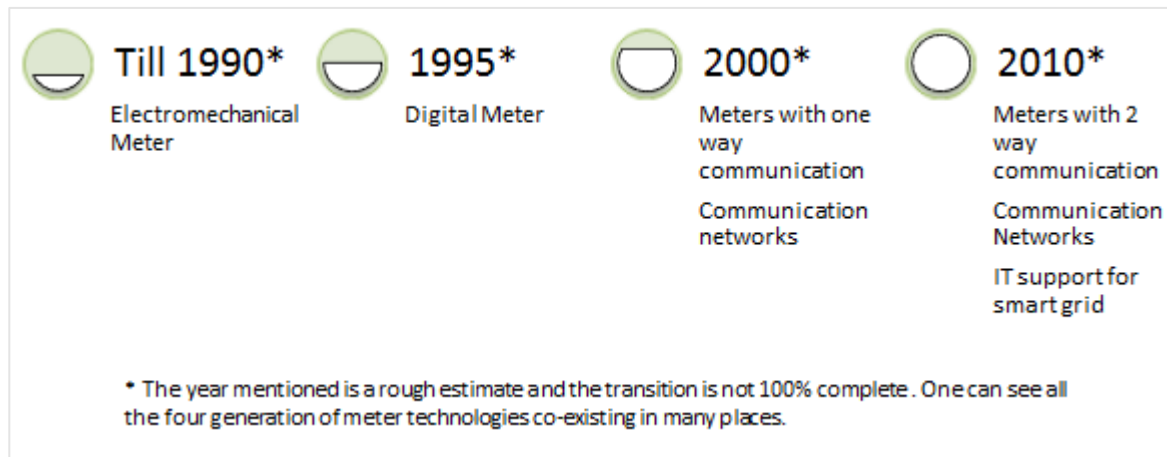 Till 1990*
Electromechanical
Meter
1995*
Digital Meter
2000*
Meters with one
way
communication
Communication
networks
2010*
Meters with 2
way
communication
Communication
Networks
IT support for
smart grid
* The year mentioned is a rough estimate and the transition is not 100% complete . One can see all
the four generation of meter technologies co-existing in many places.